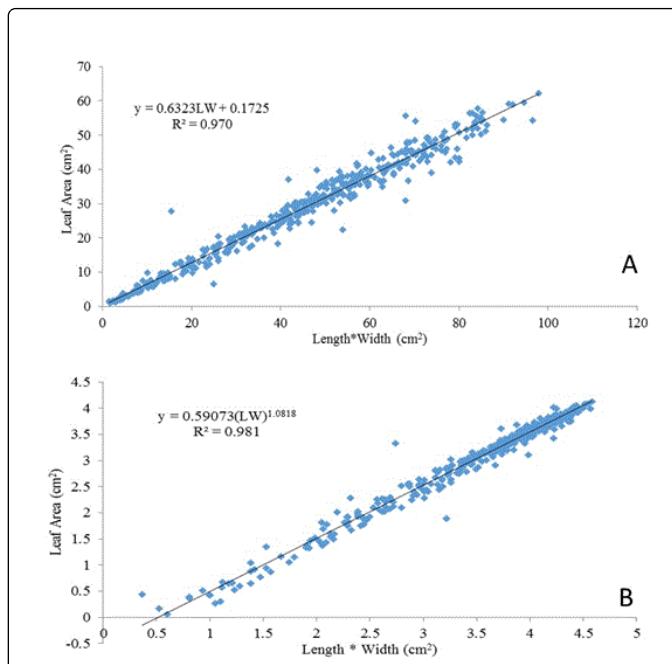 70
60
50
40
30
20
10
0
y = 0.6323LW + 0.1725
R² = 0.970
Leaf Area (cm²)
A
0 20 40 60 80 100 120
Length*Width (cm²)
4.5
4
3.5
3
2.5
2
1.5
1
0.5
0
-0.5
y = 0.59073(LW)¹·⁰⁸¹⁸
R² = 0.981
Leaf Area (cm²)
B
0 0.5 1 1.5 2 2.5 3 3.5 4 4.5 5
Length * Width (cm²)